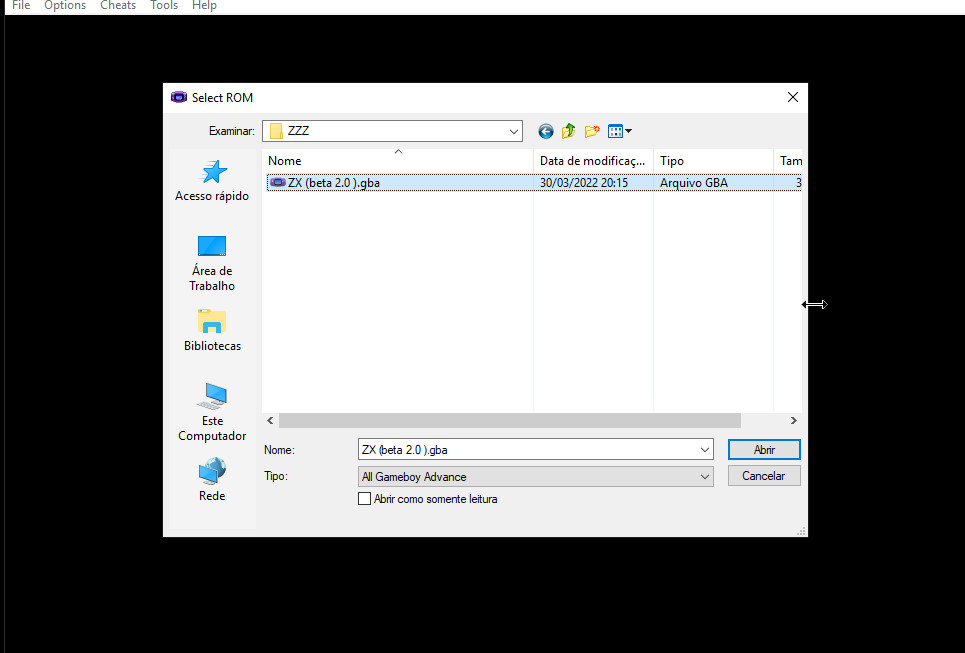 File Options Cheats Tools Help
Select ROM
Examinar: ZZZ
Nome Data de modificaç... Tipo Tam
ZX (beta 2.0 ).gba 30/03/2022 20:15 Arquivo GBA 3
Acesso rápido
Área de
Trabalho
Bibliotecas
Este
Computador
Rede
Nome: ZX (beta 2.0 ).gba Abrir
Tipo: All Gameboy Advance Cancelar
Abrir como somente leitura